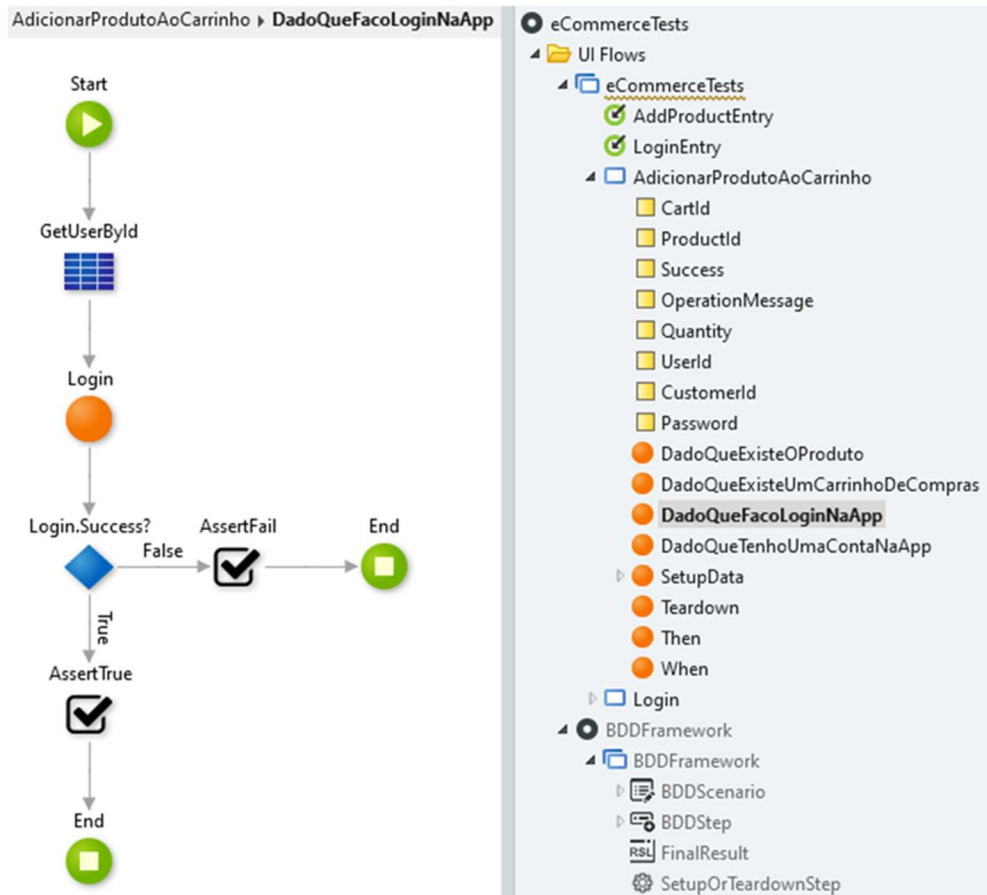 AdicionarProdutoAoCarrinho DadoQueFacoLoginNaApp
Start
GetUserById
Login
Login.Success?
False
AssertFail
End
True
AssertTrue
End
eCommerceTests
UI Flows
eCommerceTests
AddProductEntry
LoginEntry
AdicionarProdutoAoCarrinho
CartId
ProductId
Success
OperationMessage
Quantity
UserId
CustomerId
Password
DadoQueExisteOProduto
DadoQueExisteUmCarrinhoDeCompras
DadoQueFacoLoginNaApp
DadoQueTenhoUmaContaNaApp
SetupData
Teardown
Then
When
Login
BDDFramework
BDDFramework
BDDScenario
BDDStep
RSL FinalResult
SetupOrTeardownStep